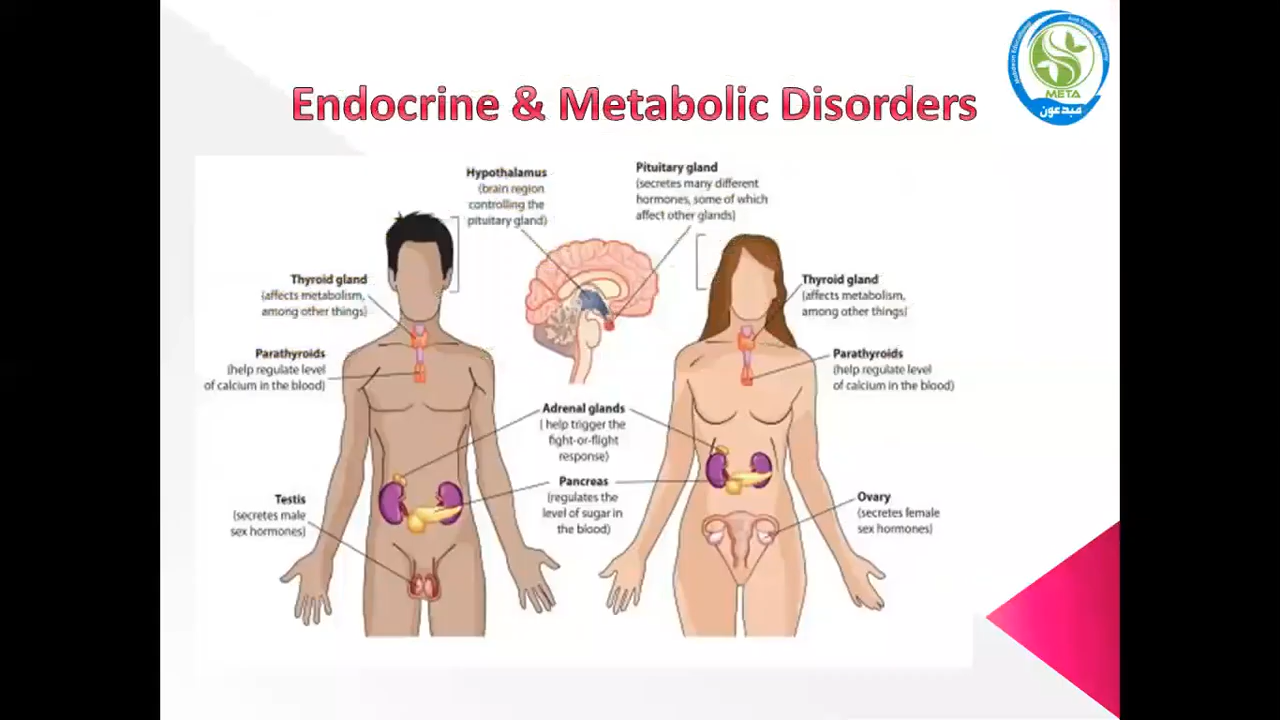 Endocrine & Metabolic Disorders
META
مبدعون
Hypothalamus
(brain region
controlling the
pituitary gland)
Pituitary gland
(secretes many different
hormones, some of which
affect other glands)
Thyroid gland
(affects metabolism,
among other things)
Thyroid gland
(affects metabolism,
among other things)
Parathyroids
(help regulate level
of calcium in the blood)
Parathyroids
(help regulate level
of calcium in the blood)
Adrenal glands
( help trigger the
fight-or-flight
response)
Pancreas
(regulates the
level of sugar in
the blood)
Testis
(secretes male
sex hormones)
Ovary
(secretes female
sex hormones)